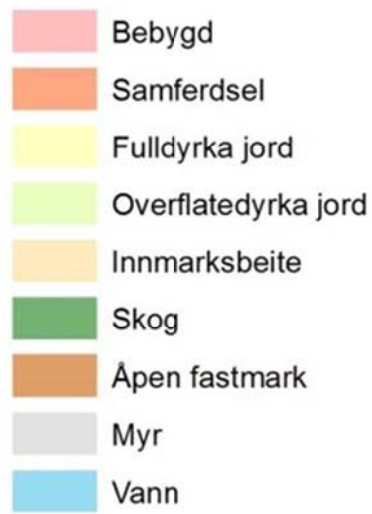 Bebygd
Samferdsel
Fulldyrka jord
Overflatedyrka jord
Innmarksbeite
Skog
Åpen fastmark
Myr
Vann